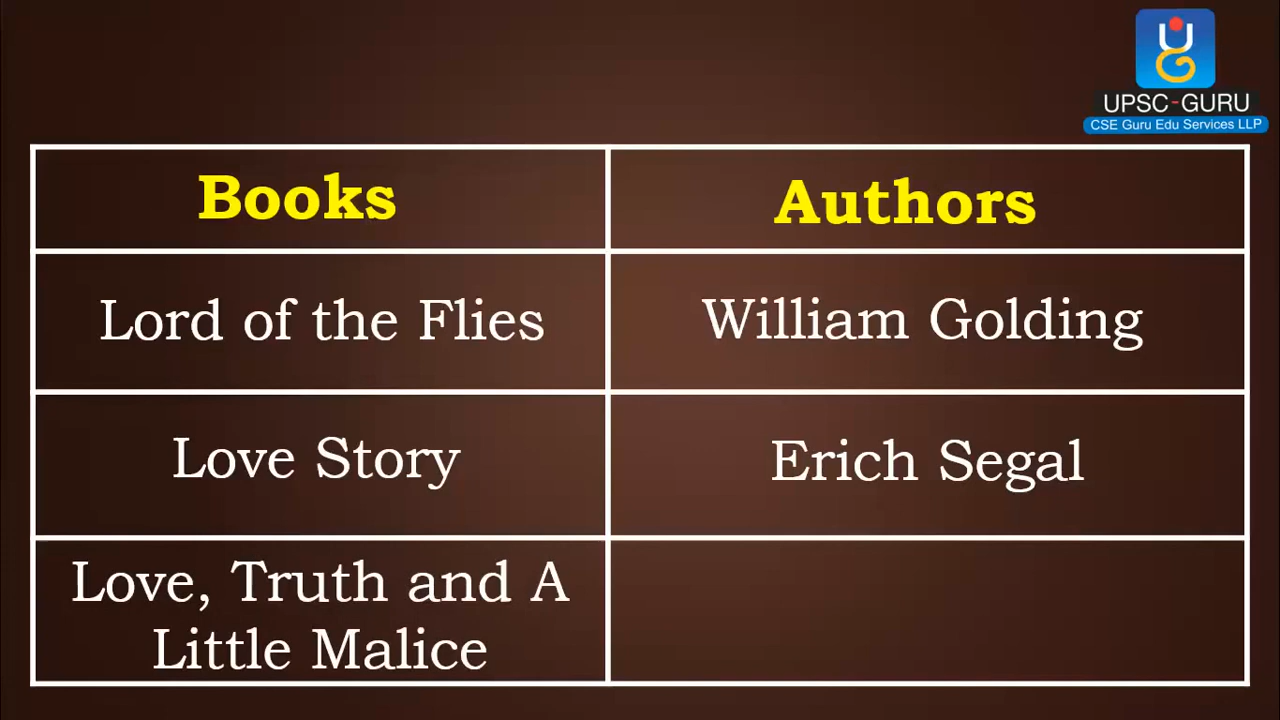 UPSC-GURU
CSE Guru Edu Services LLP
Books
Authors
Lord of the Flies
William Golding
Love Story
Erich Segal
Love, Truth and A
Little Malice